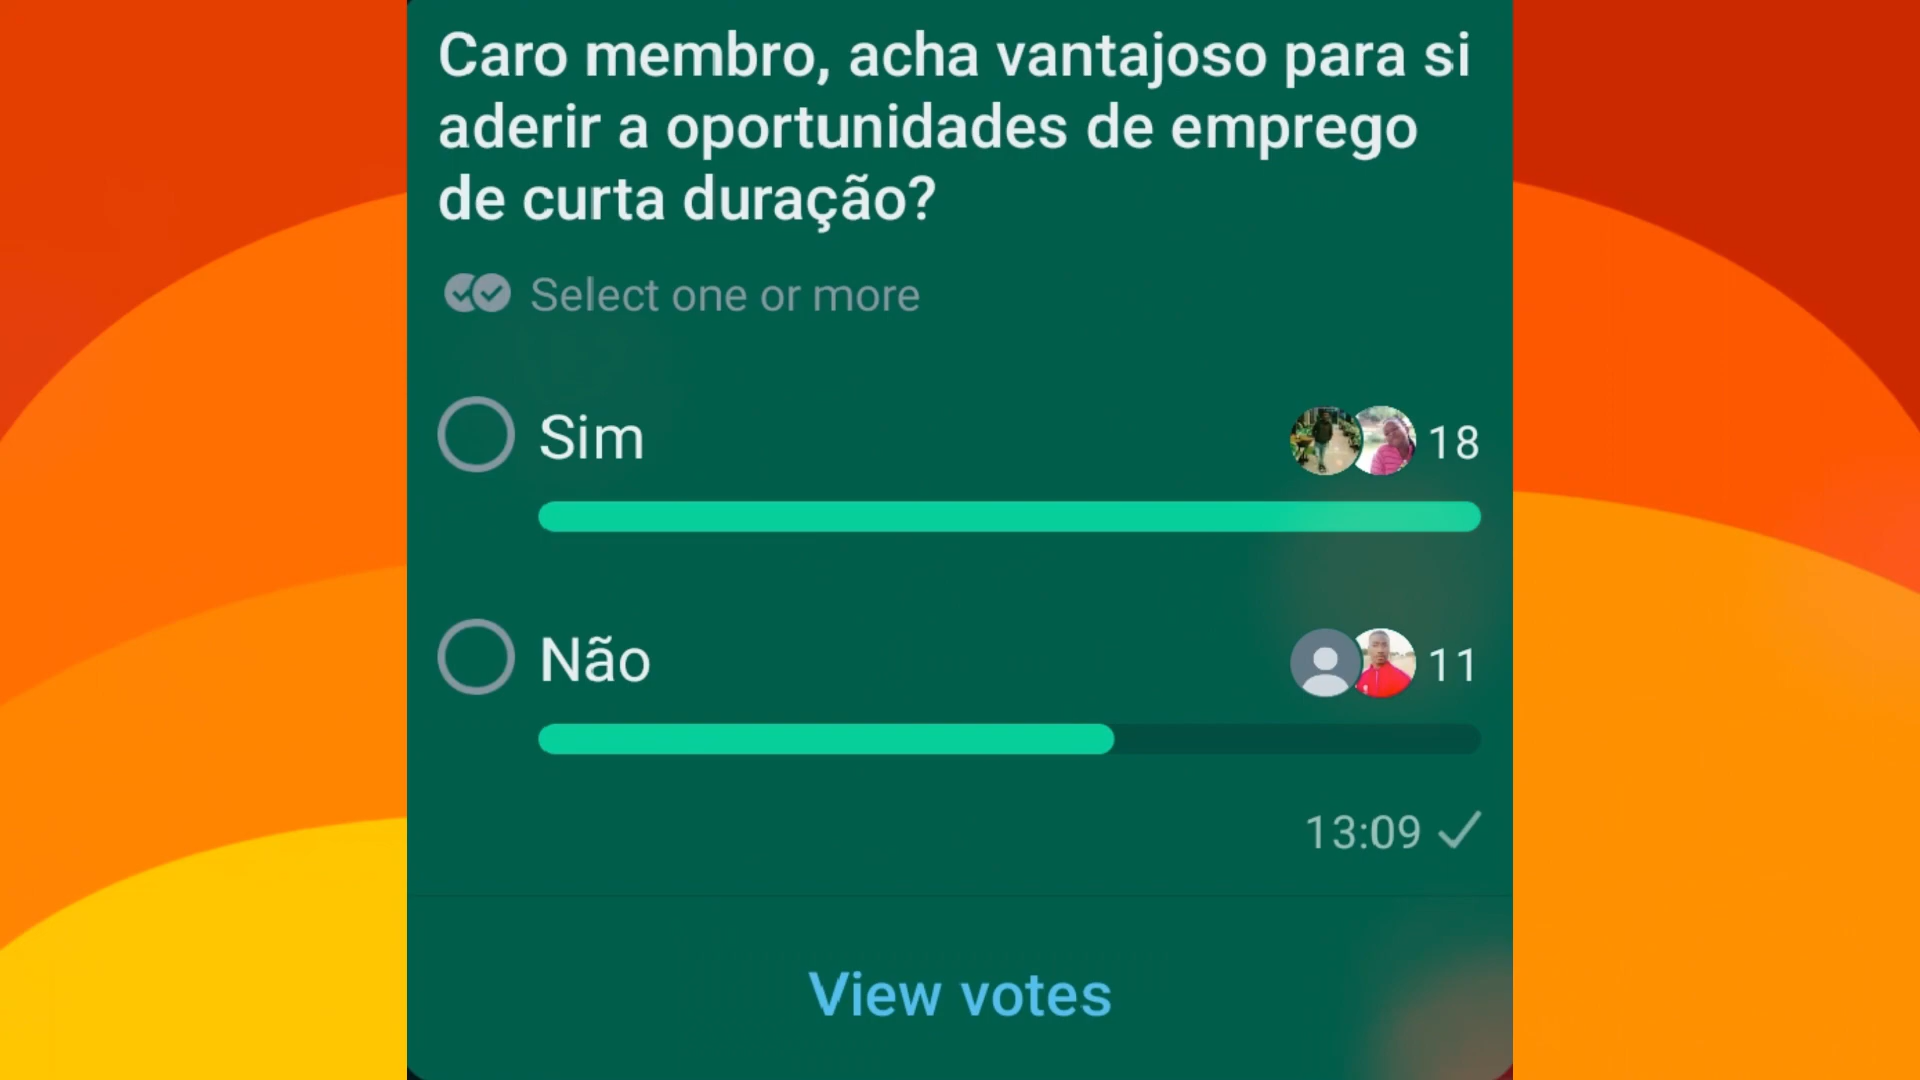 Caro membro, acha vantajoso para si
aderir a oportunidades de emprego
de curta duração?
Select one or more
Sim 18
Não 11
13:09
View votes